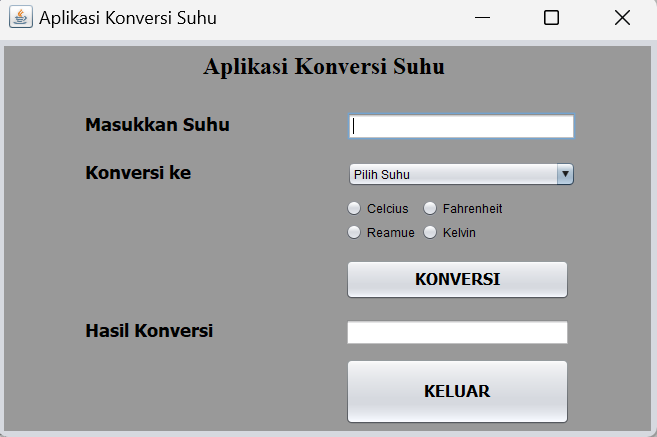 Aplikasi Konversi Suhu
Aplikasi Konversi Suhu
Masukkan Suhu
Konversi ke
Pilih Suhu
Celcius Fahrenheit
Reamue Kelvin
KONVERSI
Hasil Konversi
KELUAR